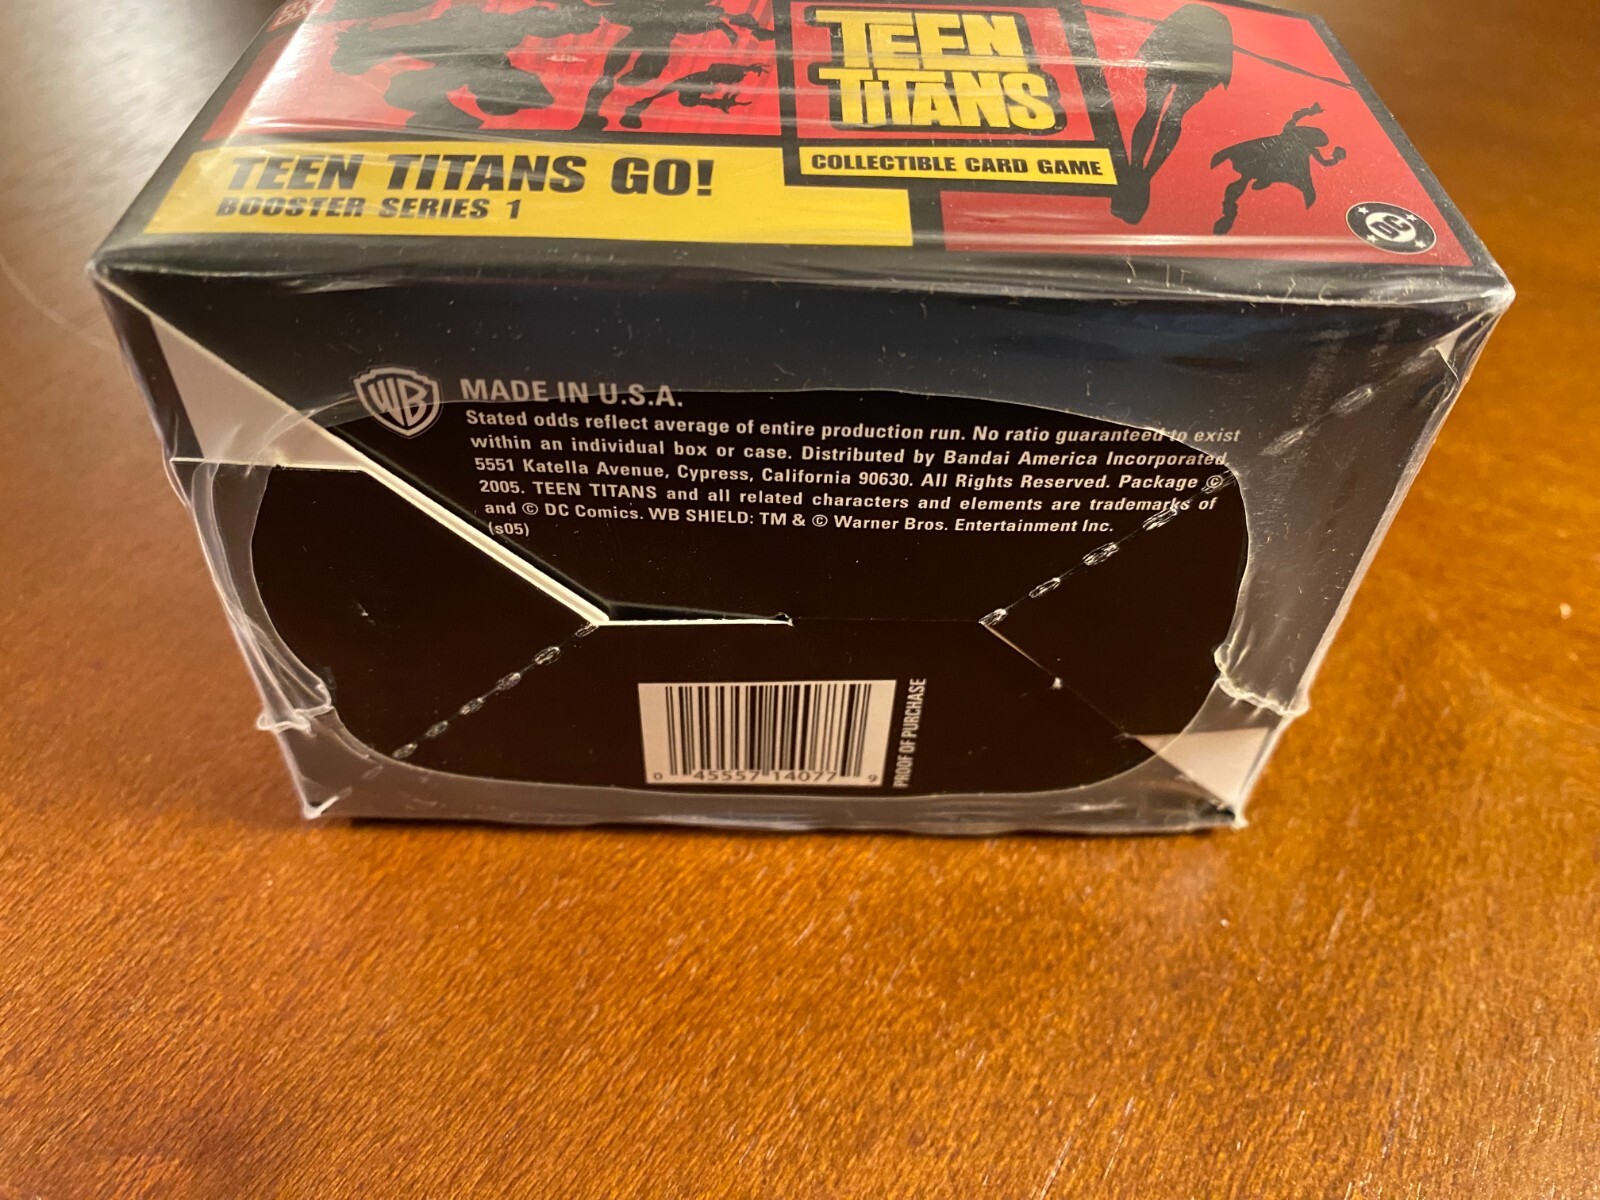 TEEN
TITANS
COLLECTIBLE CARD GAME
TEEN TITANS GO!
BOOSTER SERIES 1
DC
WB
MADE IN U.S.A.
Stated odds reflect average of entire production run. No ratio guaranteed to exist
within an individual box or case. Distributed by Bandai America Incorporated,
5551 Katella Avenue, Cypress, California 90630. All Rights Reserved. Package ©
2005. TEEN TITANS and all related characters and elements are trademarks of
and © DC Comics. WB SHIELD: TM & © Warner Bros. Entertainment Inc.
(s05)
0 45557 14077 9
PROOF OF PURCHASE